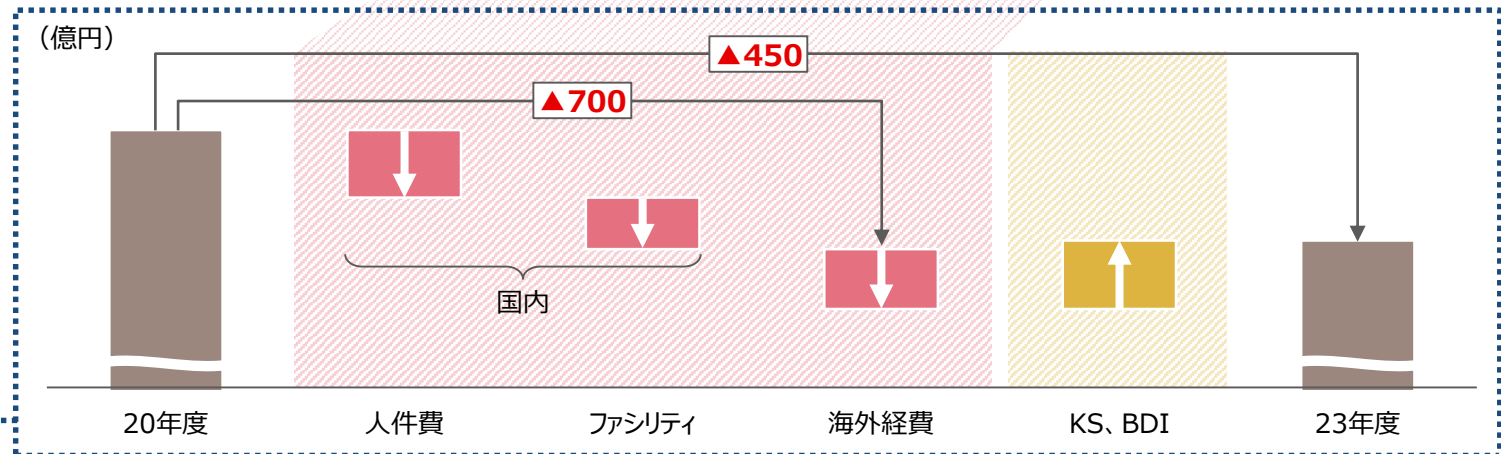 （億円）
▲450
▲700
国内
20年度
人件費
ファシリティ
海外経費
KS、BDI
23年度